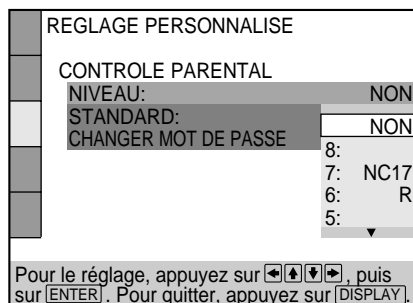 REGLAGE PERSONNALISE
CONTROLE PARENTAL
NIVEAU: NON
STANDARD: NON
CHANGER MOT DE PASSE
8:
7: NC17
6: R
5:
Pour le réglage, appuyez sur , puis
sur ENTER . Pour quitter, appuyez sur DISPLAY .